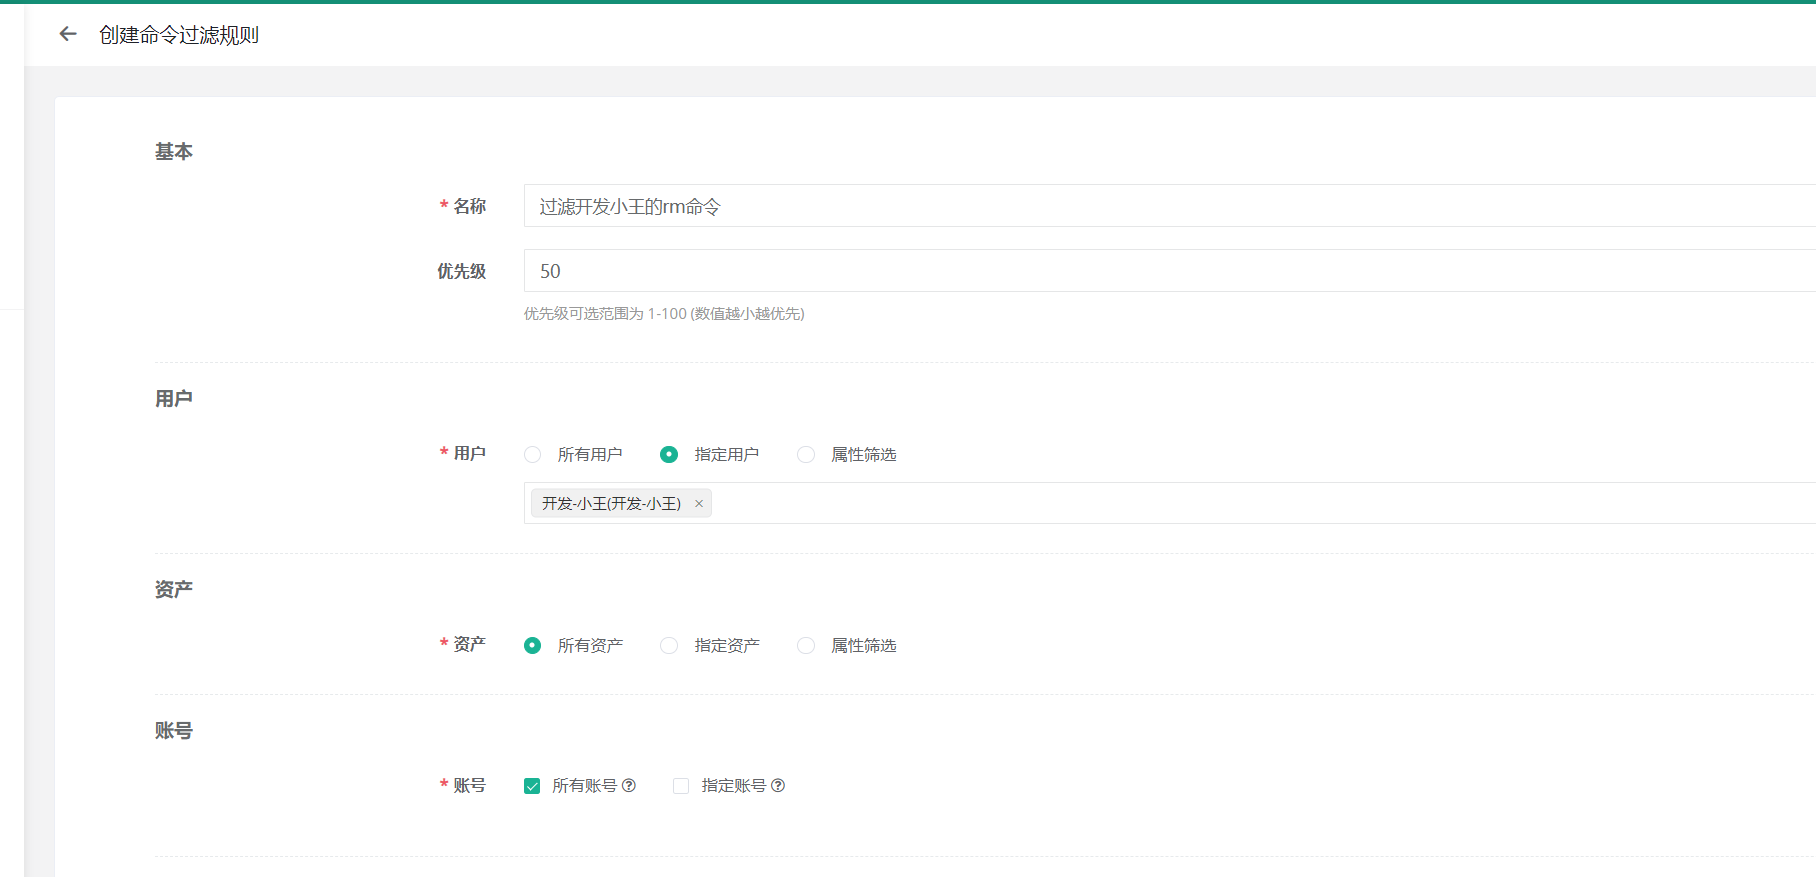 创建命令过滤规则
基本
* 名称 过滤开发小王的rm命令
优先级 50
优先级可选范围为 1-100 (数值越小越优先)
用户
* 用户 所有用户 指定用户 属性筛选
开发-小王(开发-小王) ×
资产
* 资产 所有资产 指定资产 属性筛选
账号
* 账号 所有账号 ? 指定账号 ?